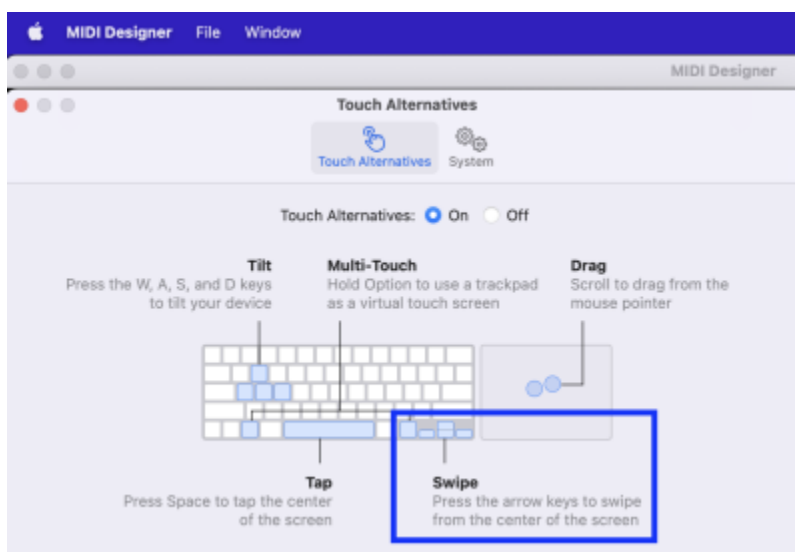 MIDI Designer File Window
MIDI Designer
Touch Alternatives
Touch Alternatives System
Touch Alternatives: On Off
Tilt
Press the W, A, S, and D keys
to tilt your device
Multi-Touch
Hold Option to use a trackpad
as a virtual touch screen
Drag
Scroll to drag from the
mouse pointer
Tap
Press Space to tap the center
of the screen
Swipe
Press the arrow keys to swipe
from the center of the screen